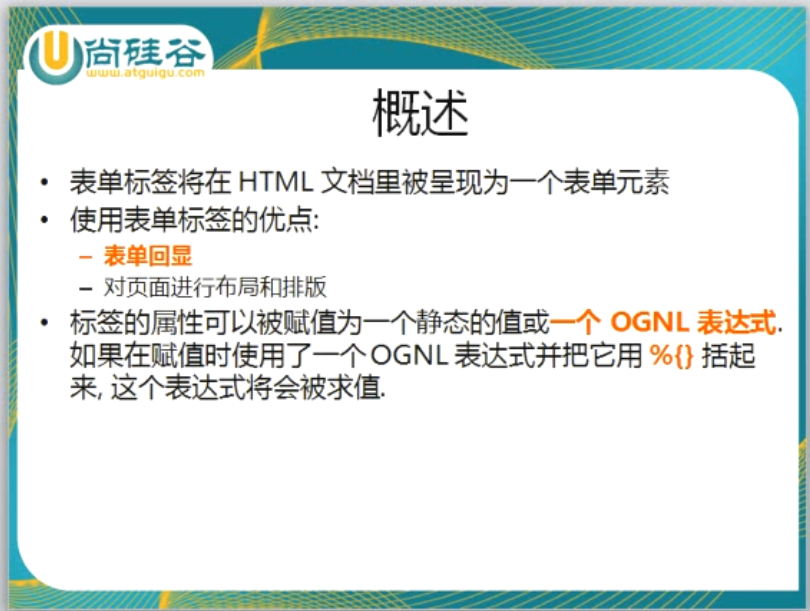 尚硅谷
www.atguigu.com
概述
• 表单标签将在 HTML 文档里被呈现为一个表单元素
• 使用表单标签的优点:
– 表单回显
– 对页面进行布局和排版
• 标签的属性可以被赋值为一个静态的值或一个 OGNL 表达式.
如果在赋值时使用了一个 OGNL 表达式并把它用 %{} 括起
来, 这个表达式将会被求值.